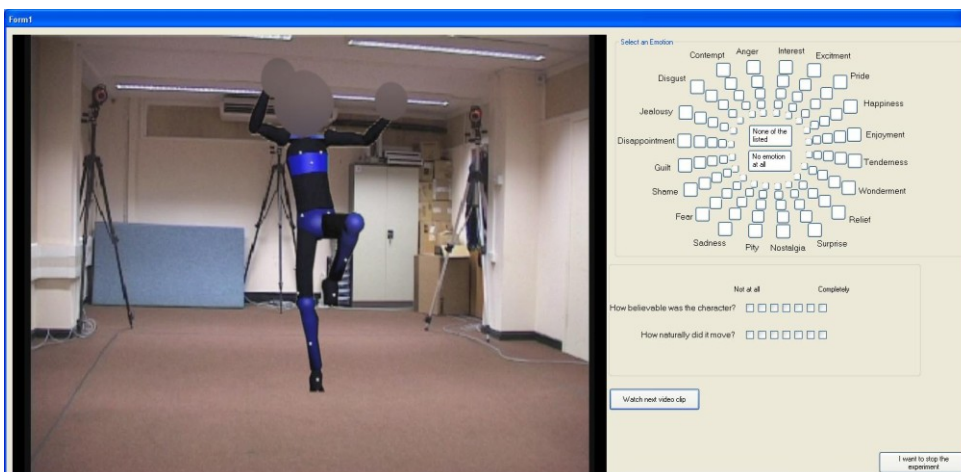 Form1
Select an Emotion
Anger
Interest
Contempt
Excitment
Disgust
Pride
Jealousy
Happiness
None of the
listed
Disappointment
Enjoyment
No emotion
at all
Guilt
Tenderness
Shame
Wonderment
Fear
Relief
Sadness
Pity
Nostalgia
Surprise
Not at all
Completely
How believable was the character?
How naturally did it move?
Watch next video clip
I want to stop the
experiment